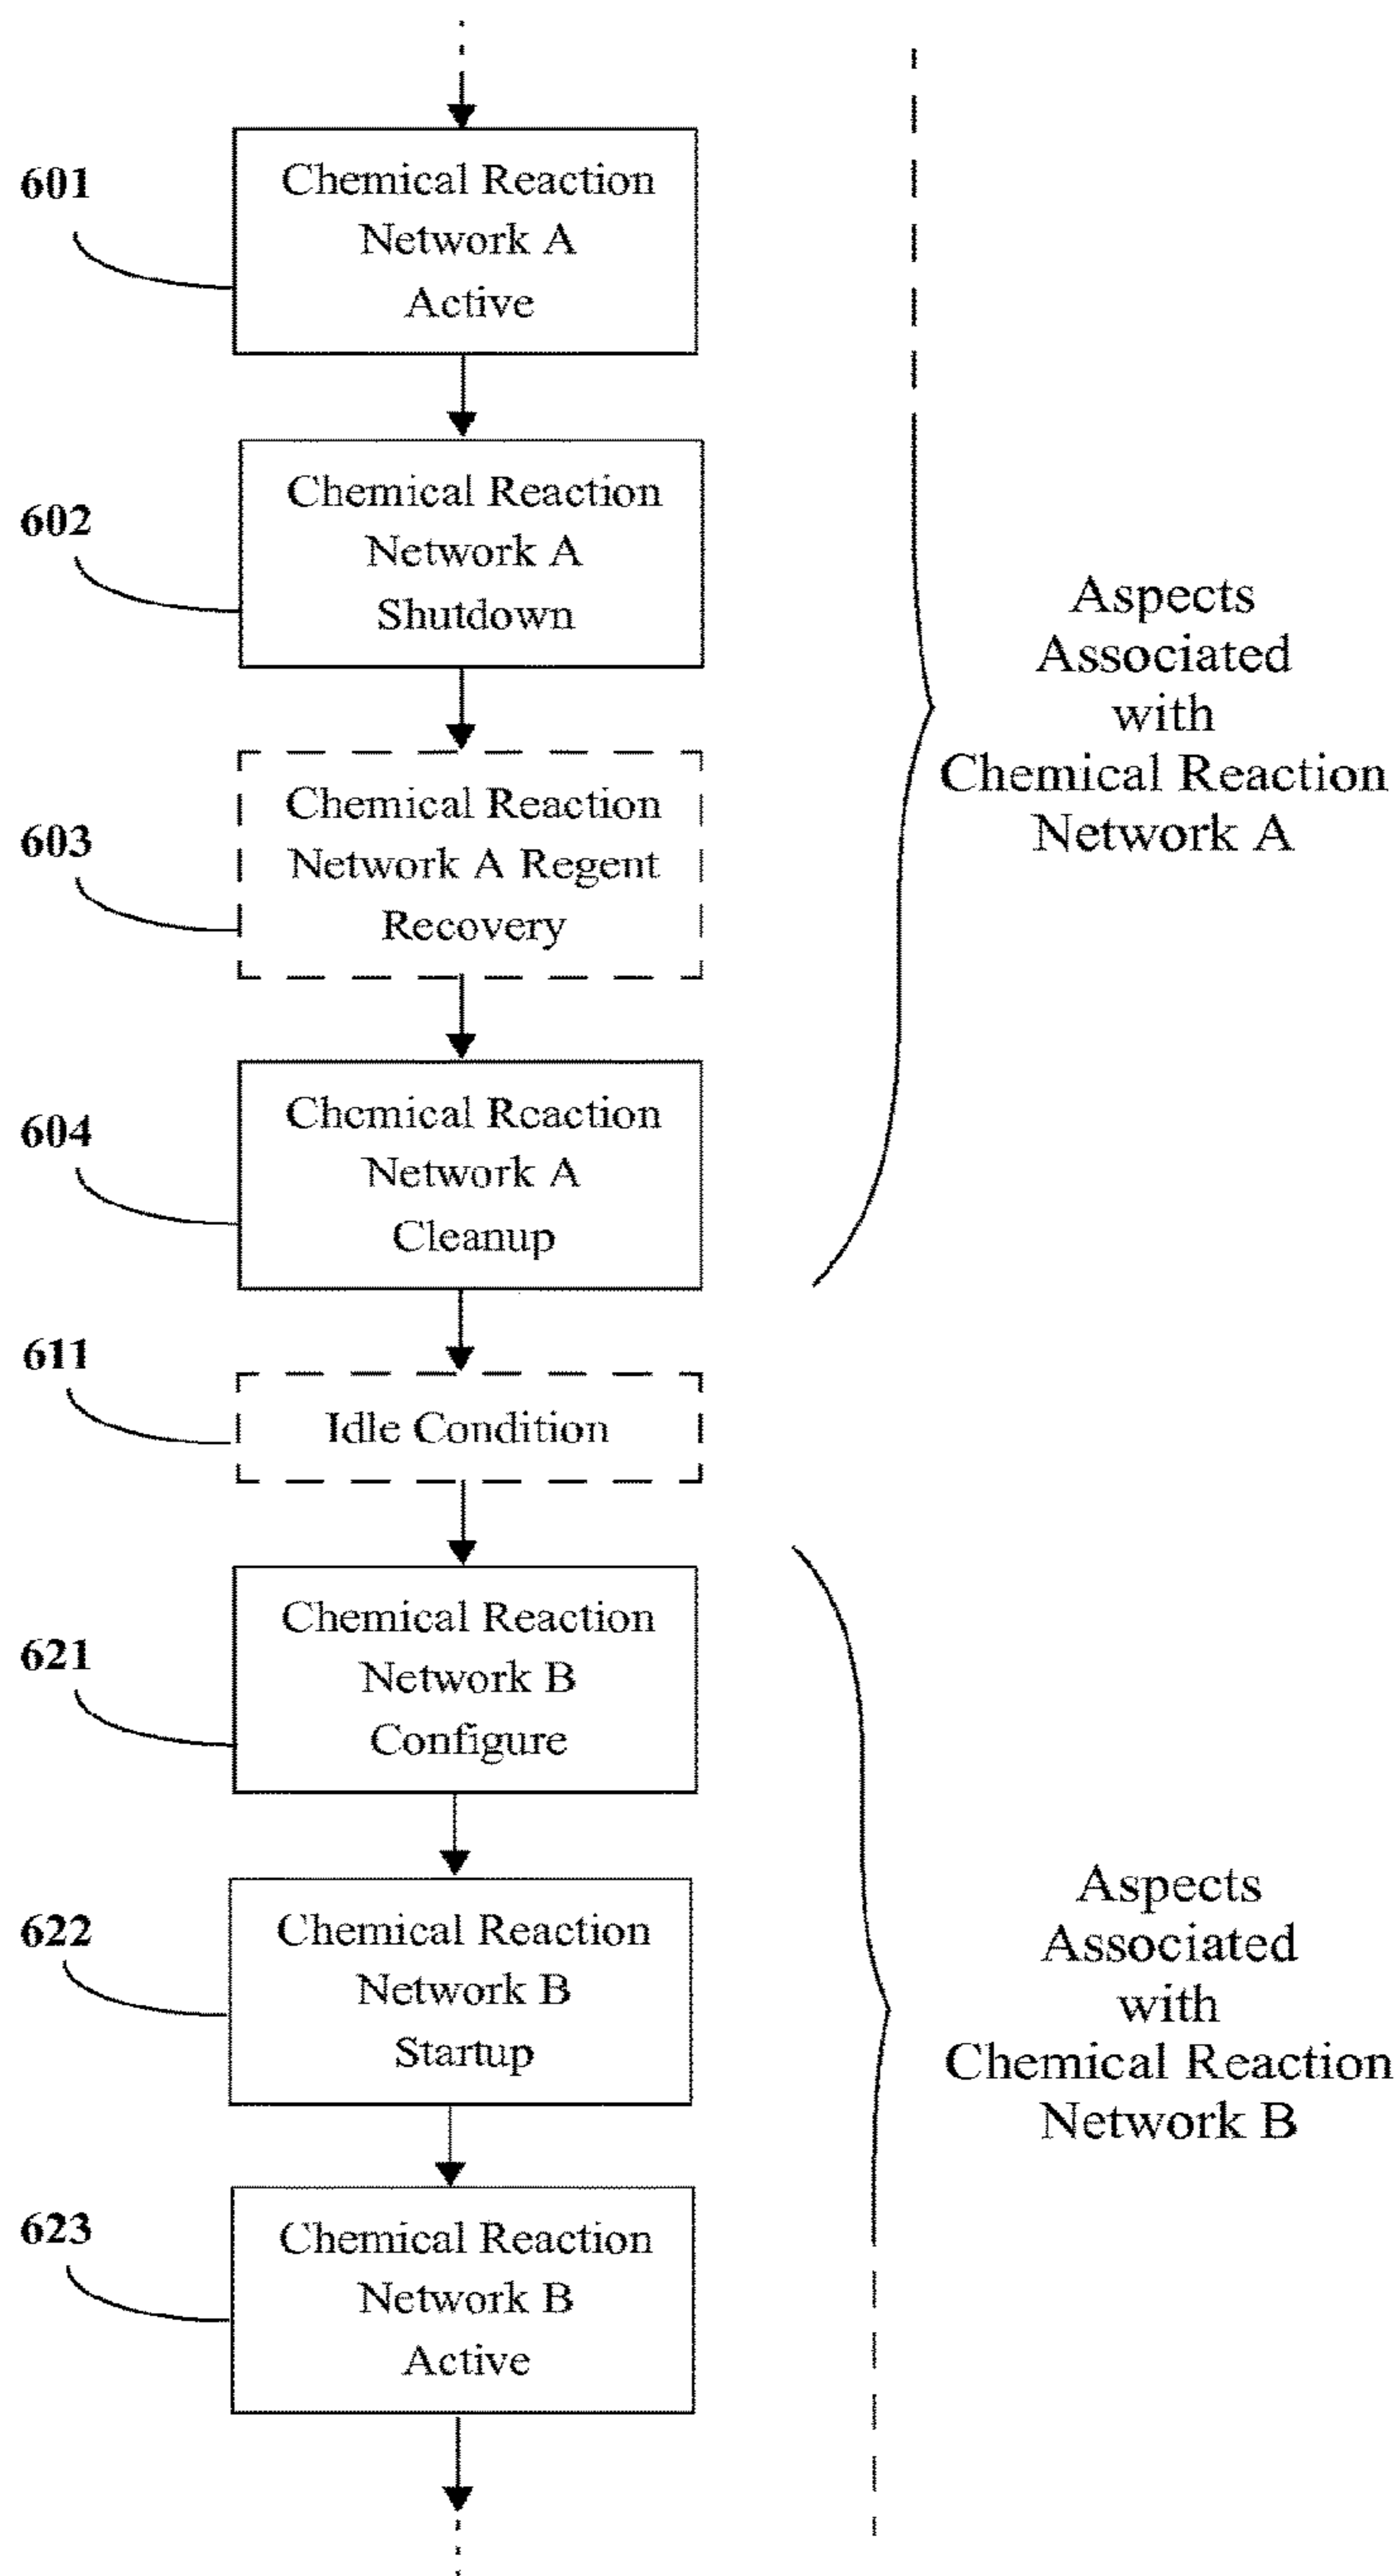 601
Chemical Reaction
Network A
Active
602
Chemical Reaction
Network A
Shutdown
Aspects
Associated
with
Chemical Reaction
Network A
603
Chemical Reaction
Network A Regent
Recovery
604
Chemical Reaction
Network A
Cleanup
611
Idle Condition
621
Chemical Reaction
Network B
Configure
622
Chemical Reaction
Network B
Startup
Aspects
Associated
with
Chemical Reaction
Network B
623
Chemical Reaction
Network B
Active